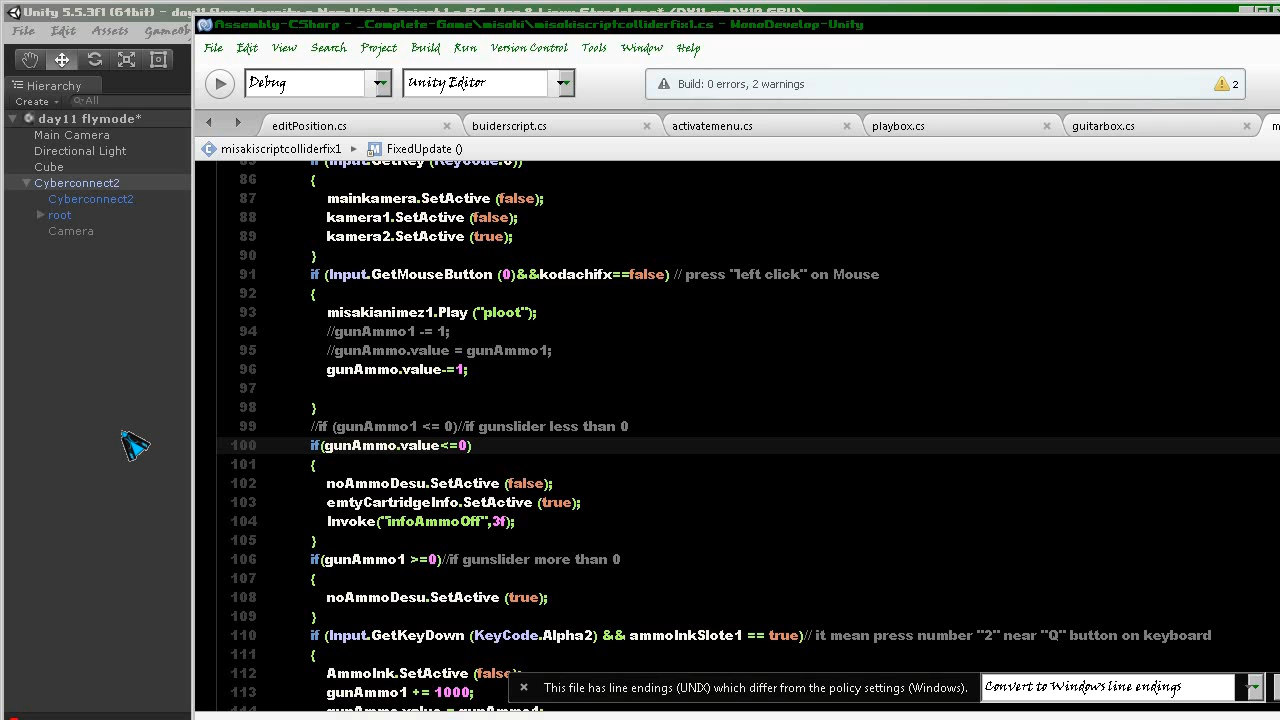 Assembly-CSharp - _Complete-Game\misaki\misakiscriptcolliderfix1.cs - MonoDevelop-Unity
File Edit Assets
File Edit View Search Project Build Run Version Control Tools Window Help
Debug
Unity Editor
Build: 0 errors, 2 warnings
2
Hierarchy
Create
All
editPosition.cs
buiderscript.cs
activatemenu.cs
playbox.cs
guitarbox.cs
misakiscriptcolliderfix1
FixedUpdate ()
day11 flymode*
Main Camera
Directional Light
Cube
Cyberconnect2
Cyberconnect2
root
Camera
86 {
87 mainkamera.SetActive (false);
88 kamera1.SetActive (false);
89 kamera2.SetActive (true);
90 }
91 if (Input.GetMouseButton (0)&&kodachifx==false) // press "left click" on Mouse
92 {
93 misakianimaz1.Play ("ploot");
94 //gunAmmo1 -= 1;
95 //gunAmmo.value = gunAmmo1;
96 gunAmmo.value-=1;
97
98 }
99 //if (gunAmmo1 <= 0)//if gunslider less than 0
100 if(gunAmmo.value<=0)
101 {
102 noAmmoDesu.SetActive (false);
103 emtyCartridgeInfo.SetActive (true);
104 Invoke("infoAmmoOff",3f);
105 }
106 if(gunAmmo1 >=0)//if gunslider more than 0
107 {
108 noAmmoDesu.SetActive (true);
109 }
110 if (Input.GetKeyDown (KeyCode.Alpha2) && ammoInkSlote1 == true)// it mean press number "2" near "Q" button on keyboard
111 {
112 AmmoInk.SetActive (false);
113 gunAmmo1 += 1000;
This file has line endings (UNIX) which differ from the policy settings (Windows).
Convert to Windows line endings